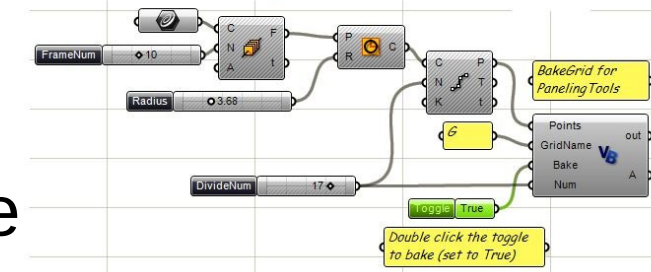 C
N
A
F
t
FrameNum
10
P
R
C
Radius
3.68
C
N
K
P
T
t
BakeGrid for
PanelingTools
G
Points
GridName
Bake
Num
VB
out
A
DivideNum
17
Toggle
True
e
Double click the toggle
to bake (set to True)